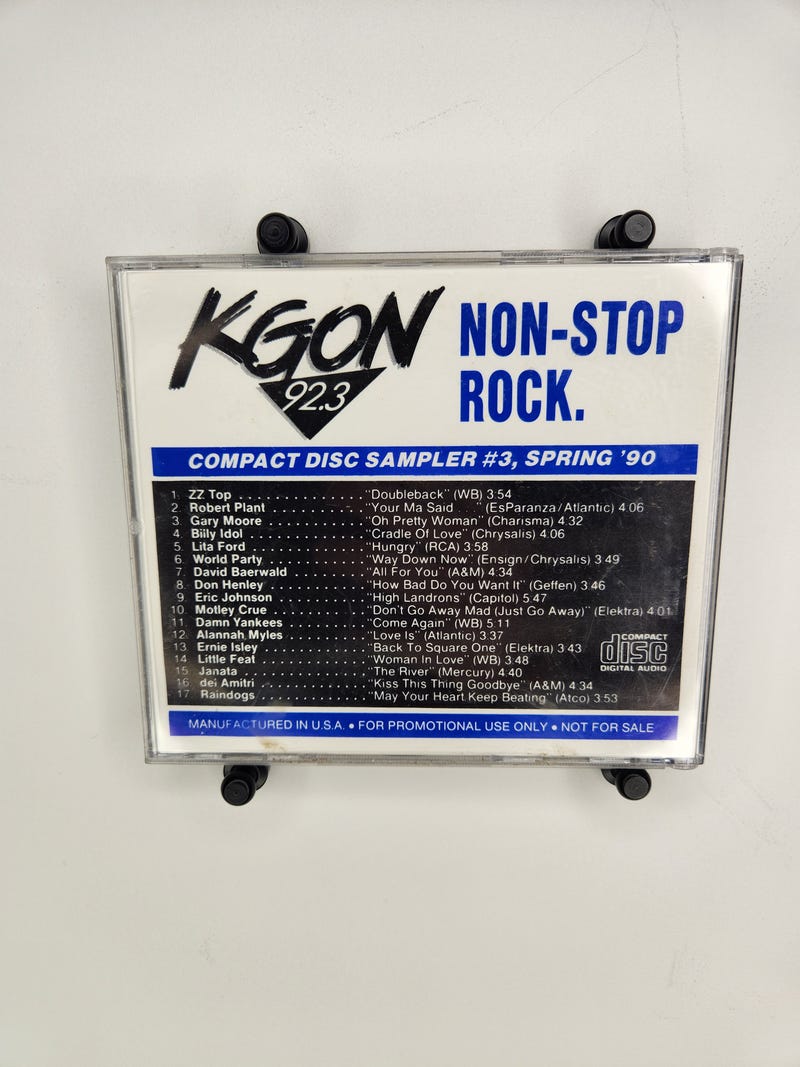 KGON
92.3
NON-STOP
ROCK.
COMPACT DISC SAMPLER #3, SPRING '90
1. ZZ Top . . . . . . . . . . . . . . "Doubleback" (WB) 3:54
2. Robert Plant . . . . . . . . . . "Your Ma Said    " (EsParanza/Atlantic) 4:06
3. Gary Moore . . . . . . . . . . . "Oh Pretty Woman" (Charisma) 4:32
4. Billy Idol . . . . . . . . . . . . . "Cradle Of Love" (Chrysalis) 4:06
5. Lita Ford . . . . . . . . . . . . . "Hungry" (RCA) 3:58
6. World Party . . . . . . . . . . . "Way Down Now" (Ensign/Chrysalis) 3:49
7. David Baerwald . . . . . . . . "All For You" (A&M) 4:34
8. Don Henley . . . . . . . . . . . "How Bad Do You Want It" (Geffen) 3:46
9. Eric Johnson . . . . . . . . . . "High Landrons" (Capitol) 5:47
10. Motley Crue . . . . . . . . . . . "Don't Go Away Mad (Just Go Away)" (Elektra) 4:01
11. Damn Yankees . . . . . . . . . "Come Again" (WB) 5:11
12. Alannah Myles . . . . . . . . . "Love Is" (Atlantic) 3:37
13. Ernie Isley . . . . . . . . . . . . "Back To Square One" (Elektra) 3:43
14. Little Feat . . . . . . . . . . . . "Woman In Love" (WB) 3:48
15. Janata . . . . . . . . . . . . . . . "The River" (Mercury) 4:40
16. dei Amitri . . . . . . . . . . . . "Kiss This Thing Goodbye" (A&M) 4:34
17. Raindogs . . . . . . . . . . . . . "May Your Heart Keep Beating" (Atco) 3:53
COMPACT
disc
DIGITAL AUDIO
MANUFACTURED IN U.S.A. • FOR PROMOTIONAL USE ONLY • NOT FOR SALE